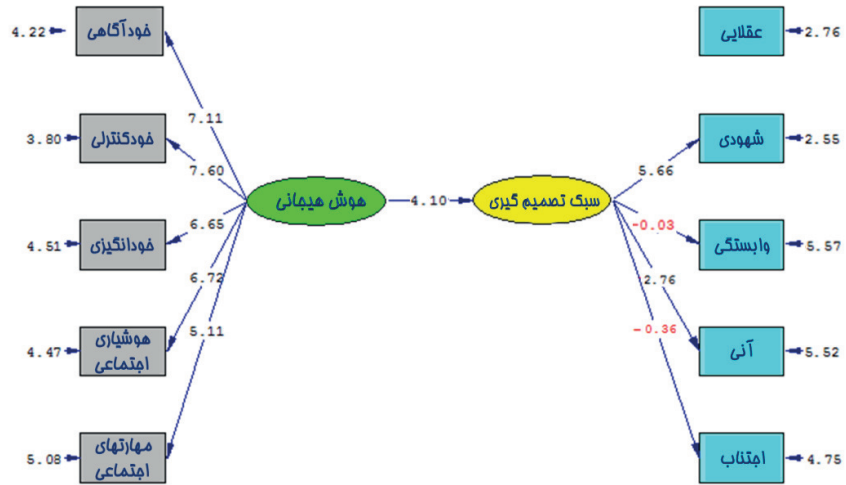 4.22
خودآگاهی
7.11
3.80
خودکنترلی
7.60
4.51
خودانگیزی
6.65
4.47
هوشیاری
اجتماعی
6.72
5.08
مهارتهای
اجتماعی
5.11
هوش هیجانی
4.10
سبک تصمیم گیری
عقلایی
2.76
5.66
شهودی
2.55
-0.03
وابستگی
5.57
2.76
آنی
5.52
-0.36
اجتناب
4.75